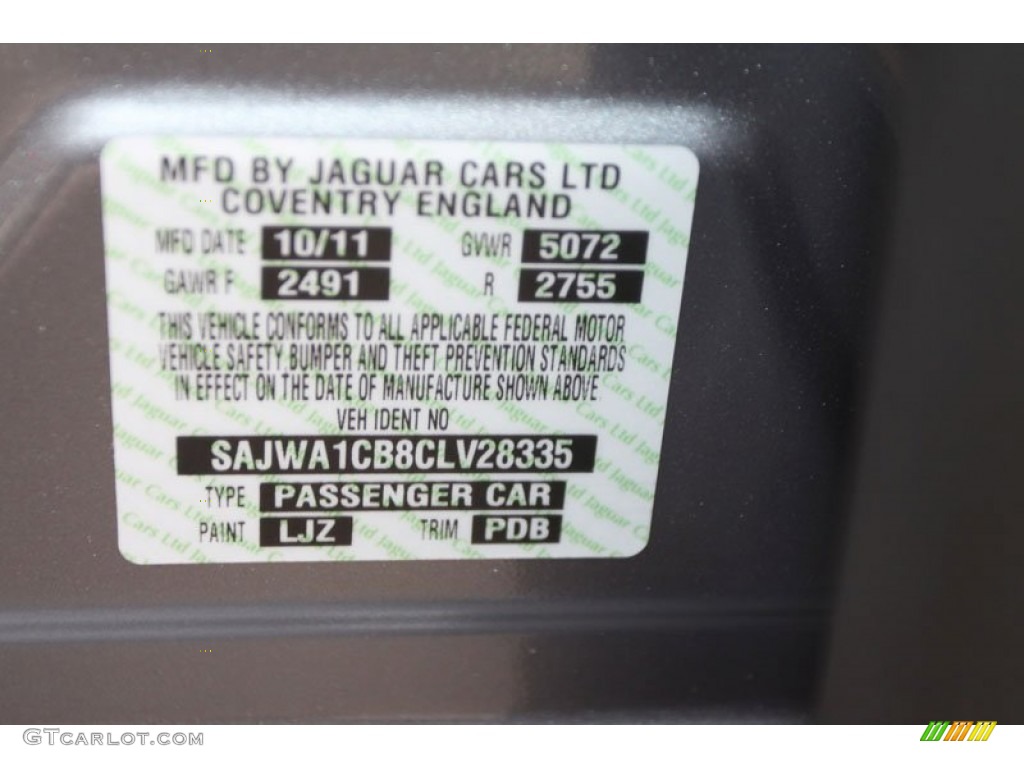 MFD BY JAGUAR CARS LTD
COVENTRY ENGLAND
MFD DATE 10/11 GVWR 5072
GAWR F 2491 R 2755
THIS VEHICLE CONFORMS TO ALL APPLICABLE FEDERAL MOTOR
VEHICLE SAFETY, BUMPER AND THEFT PREVENTION STANDARDS
IN EFFECT ON THE DATE OF MANUFACTURE SHOWN ABOVE
VEH IDENT NO
SAJWA1CB8CLV28335
TYPE PASSENGER CAR
PAINT LJZ TRIM PDB
GTCARLOT.COM